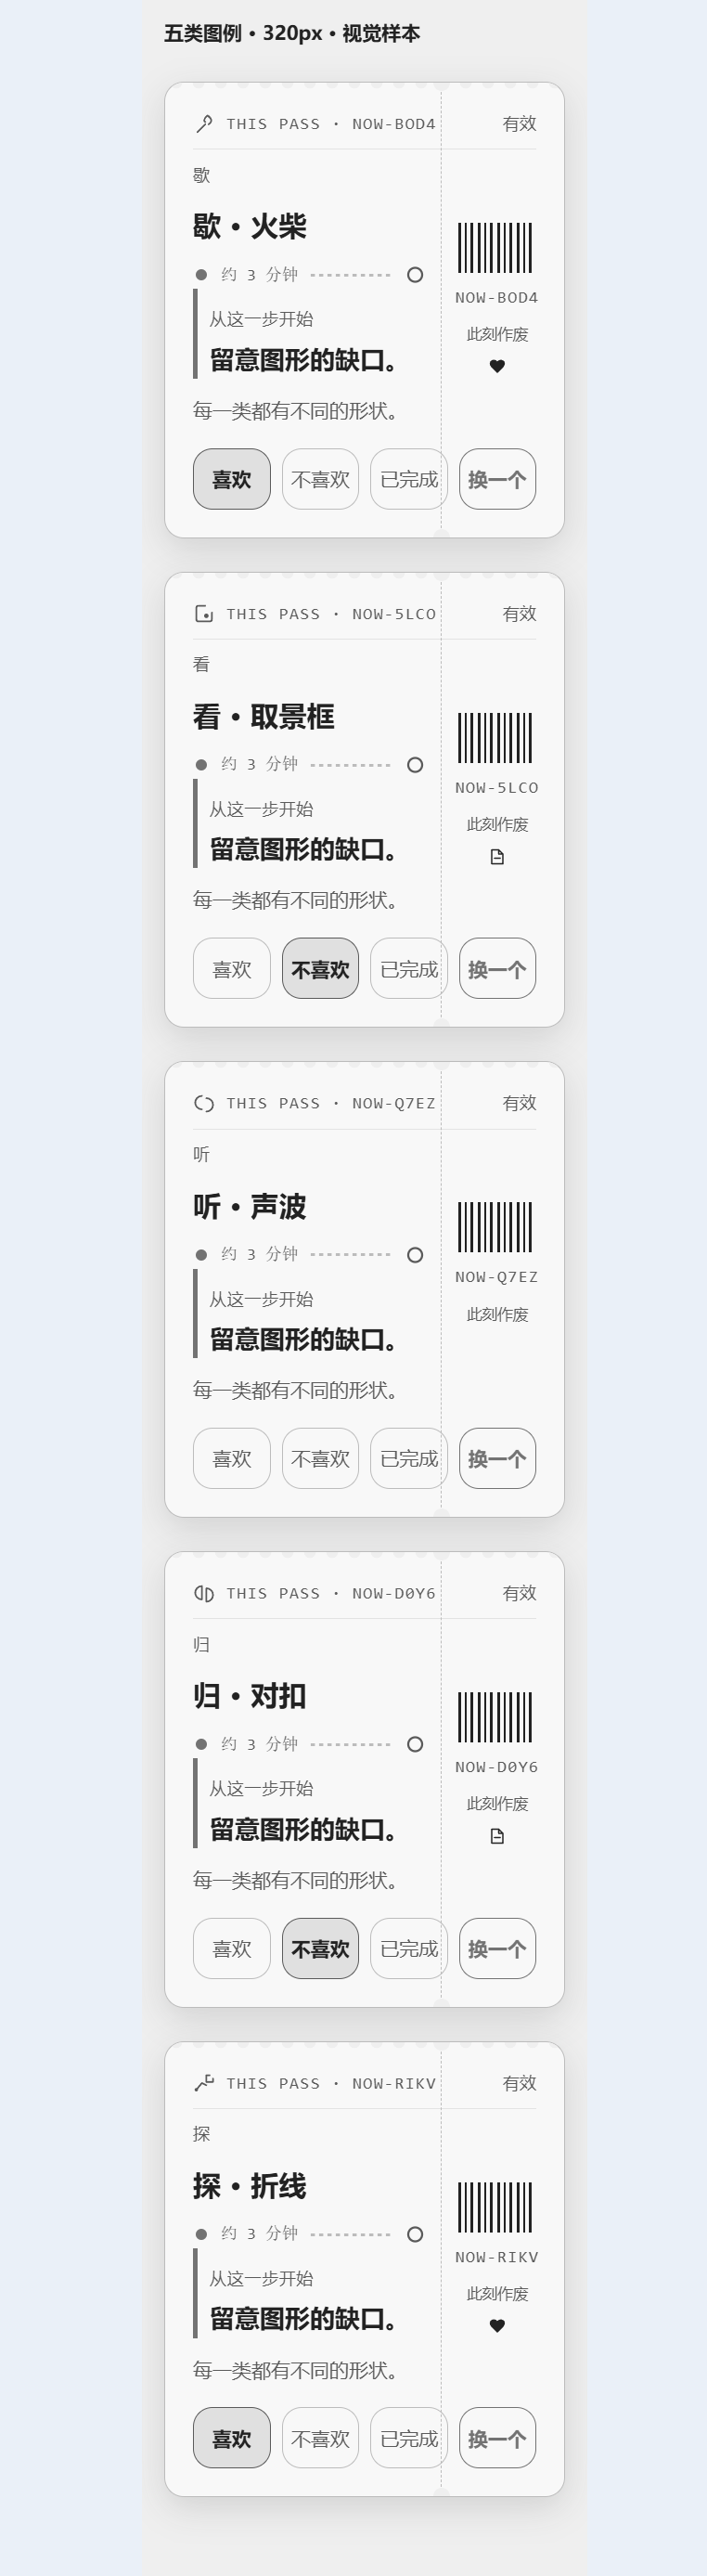 五类图例 • 320px • 视觉样本
THIS PASS · NOW-BOD4 有效
歇
歇 • 火柴
约 3 分钟
从这一步开始
留意图形的缺口。
每一类都有不同的形状。
NOW-BOD4
此刻作废
喜欢 不喜欢 已完成 换一个
THIS PASS · NOW-5LCO 有效
看
看 • 取景框
约 3 分钟
从这一步开始
留意图形的缺口。
每一类都有不同的形状。
NOW-5LCO
此刻作废
喜欢 不喜欢 已完成 换一个
THIS PASS · NOW-Q7EZ 有效
听
听 • 声波
约 3 分钟
从这一步开始
留意图形的缺口。
每一类都有不同的形状。
NOW-Q7EZ
此刻作废
喜欢 不喜欢 已完成 换一个
THIS PASS · NOW-D0Y6 有效
归
归 • 对扣
约 3 分钟
从这一步开始
留意图形的缺口。
每一类都有不同的形状。
NOW-D0Y6
此刻作废
喜欢 不喜欢 已完成 换一个
THIS PASS · NOW-RIKV 有效
探
探 • 折线
约 3 分钟
从这一步开始
留意图形的缺口。
每一类都有不同的形状。
NOW-RIKV
此刻作废
喜欢 不喜欢 已完成 换一个